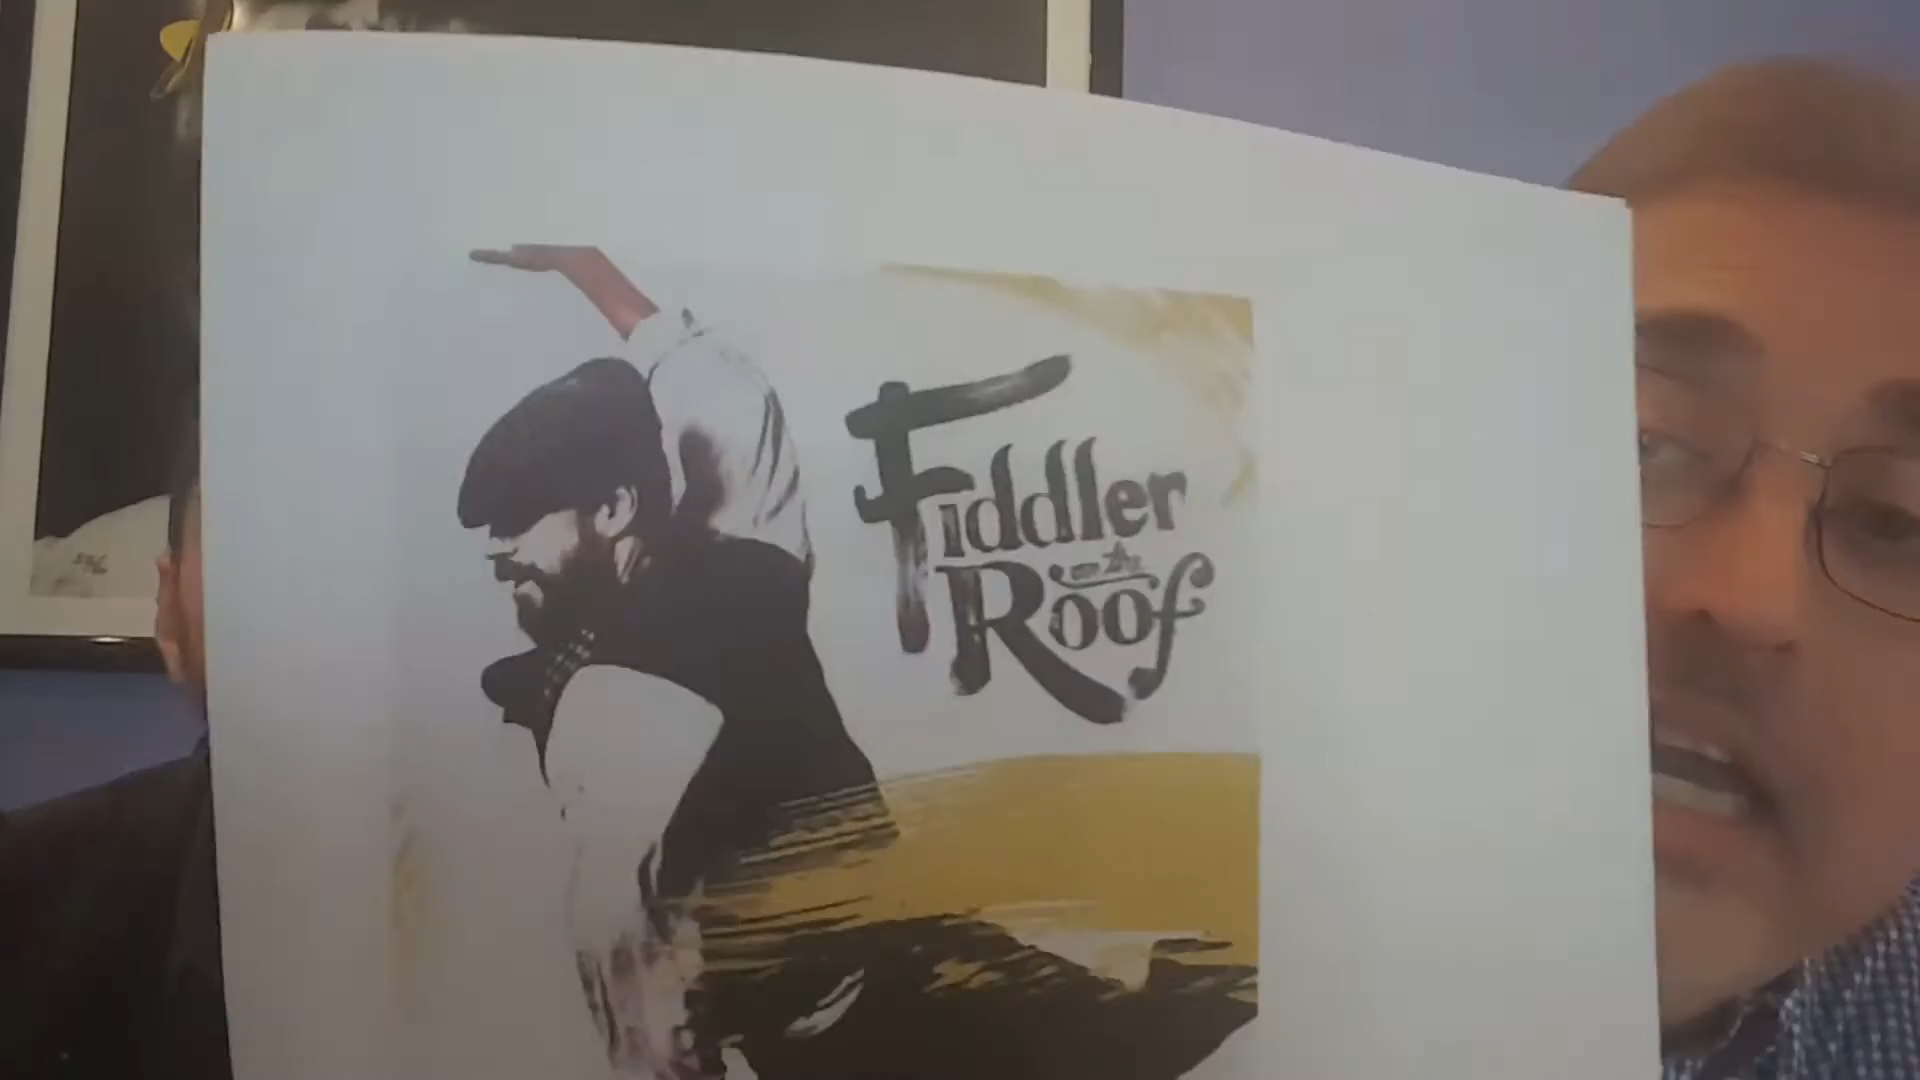 Fiddler
on the
Roof